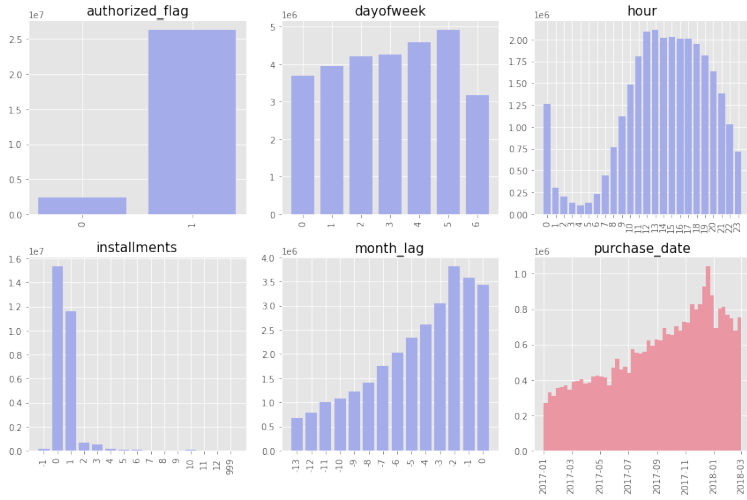 authorized_flag
dayofweek
hour
1e7
2.5
2.0
1.5
1.0
0.5
0.0
0 1
1e6
5
4
3
2
1
0
0 1 2 3 4 5 6
1e6
2.00
1.75
1.50
1.25
1.00
0.75
0.50
0.25
0.00
0 1 2 3 4 5 6 7 8 9 10 11 12 13 14 15 16 17 18 19 20 21 22 23
installments
month_lag
purchase_date
1e7
1.6
1.4
1.2
1.0
0.8
0.6
0.4
0.2
0.0
-1 0 1 2 3 4 5 6 7 8 9 10 11 12 999
1e6
4.0
3.5
3.0
2.5
2.0
1.5
1.0
0.5
0.0
-13 -12 -11 -10 -9 -8 -7 -6 -5 -4 -3 -2 -1 0
1e6
1.0
0.8
0.6
0.4
0.2
0.0
2017-01 2017-03 2017-05 2017-07 2017-09 2017-11 2018-01 2018-03